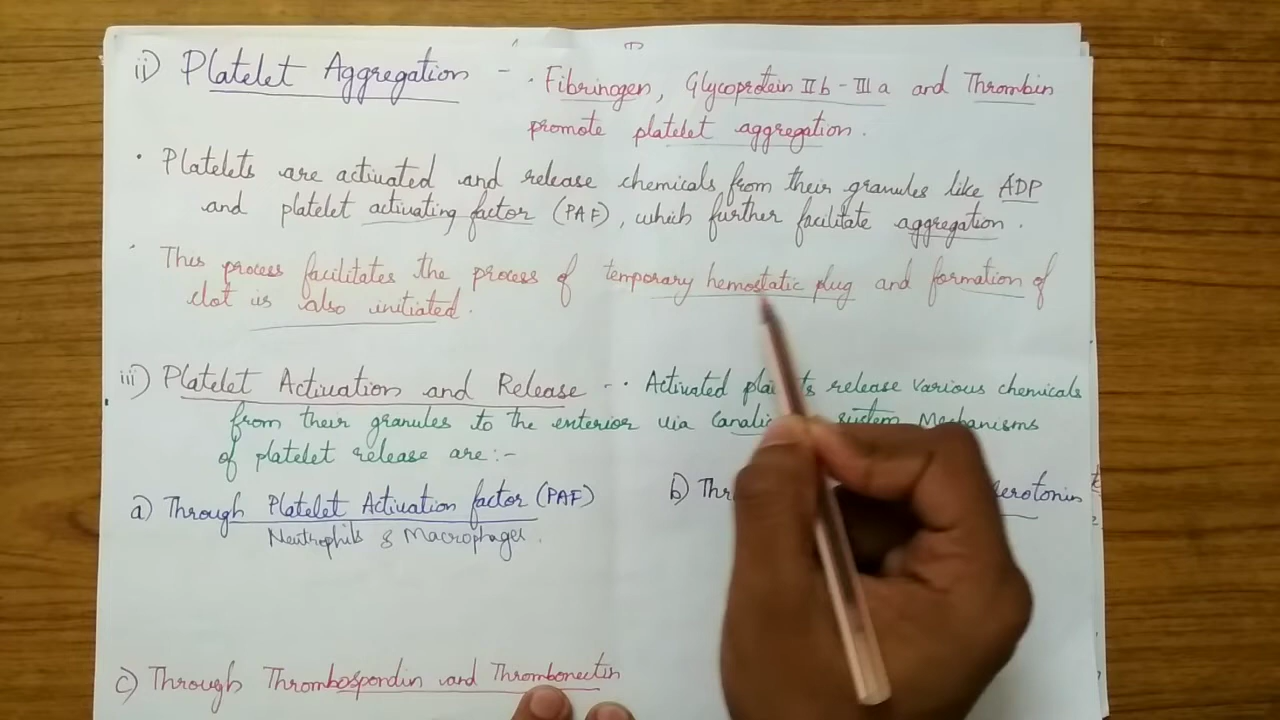 ii) Platelet Aggregation - · Fibrinogen, Glycoprotein IIb-IIIa and Thrombin
promote platelet aggregation.
· Platelets are activated and release chemicals from their granules like ADP
and platelet activating factor (PAF), which further facilitate aggregation.
· This process facilitates the process of temporary hemostatic plug and formation of
clot is also initiated.
iii) Platelet Activation and Release - · Activated release various chemicals
from their granules to the exterior via system Mechanisms
of platelet release are:-
a) Through Platelet Activation factor (PAF)
Neutrophils & Macrophages.
b) serotonin
c) Through Thrombospondin and Thrombonectin